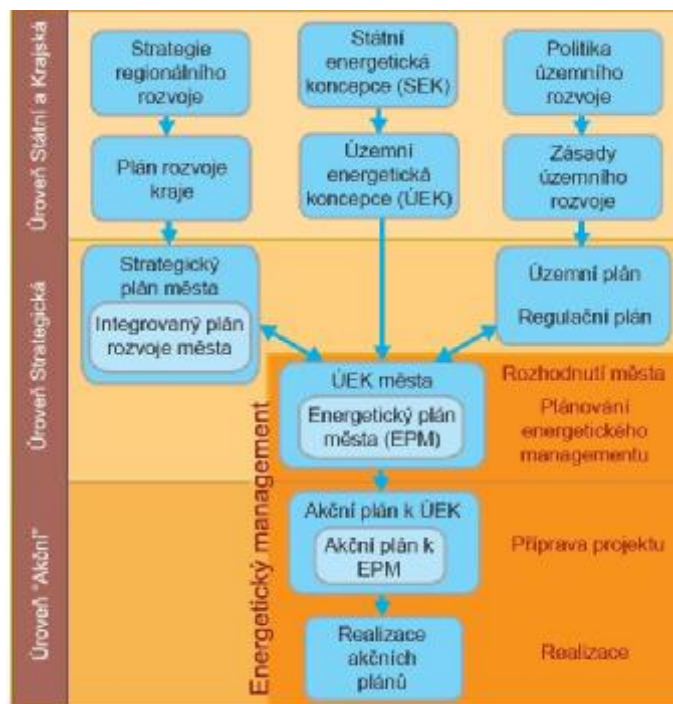 Úroveň Státní a Krajská
Strategie
regionálního
rozvoje
Státní
energetická
koncepce (SEK)
Politika
územního
rozvoje
Plán rozvoje
kraje
Územní
energetická
koncepce (ÚEK)
Zásady
územního
rozvoje
Úroveň Strategická
Strategický
plán města
Integrovaný plán
rozvoje města
Územní plán
Regulační plán
Energetický management
ÚEK města
Energetický plán
města (EPM)
Rozhodnutí města
Plánování
energetického
managementu
Úroveň "Akční"
Akční plán k ÚEK
Akční plán k
EPM
Příprava projektu
Realizace
akčních
plánů
Realizace